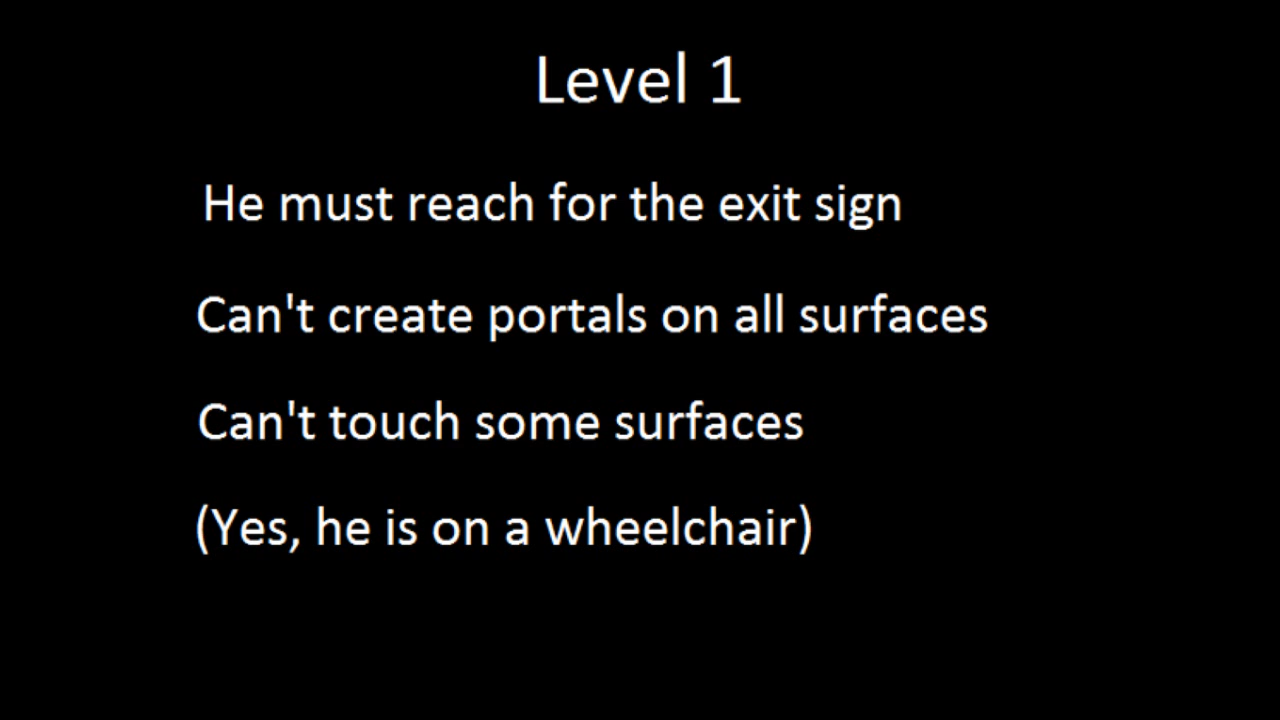 Level 1
He must reach for the exit sign
Can't create portals on all surfaces
Can't touch some surfaces
(Yes, he is on a wheelchair)